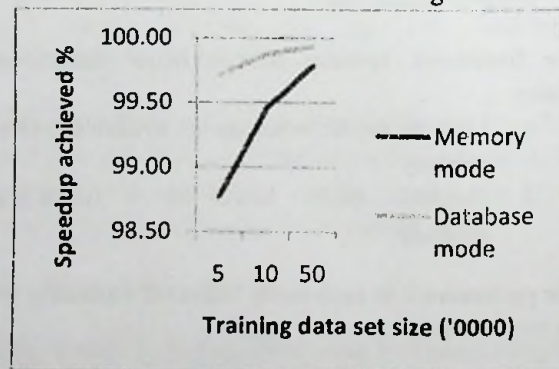 100.00
99.50
99.00
98.50
Speedup achieved %
5 10 50
Training data set size ('0000)
Memory
mode
Database
mode